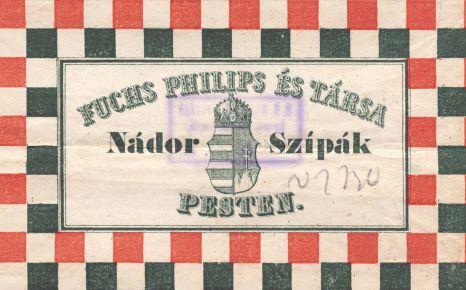 FUCHS PHILIPS ÉS TÁRSA
Nádor Szípák
PESTEN.